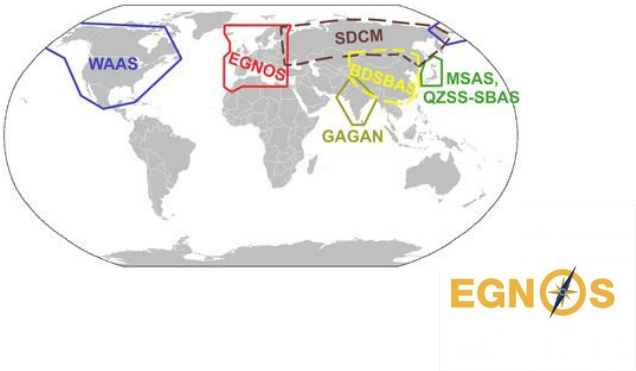 SDCM
WAAS
EGNOS
BDSBAS
MSAS,
QZSS-SBAS
GAGAN
EGNOS